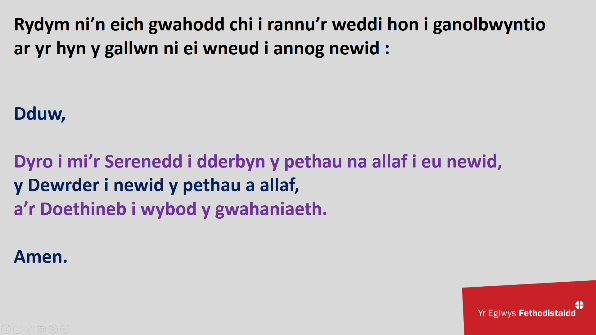 Rydym ni’n eich gwahodd chi i rannu’r weddi hon i ganolbwyntio
ar yr hyn y gallwn ni ei wneud i annog newid :
Dduw,
Dyro i mi’r Serenedd i dderbyn y pethau na allaf i eu newid,
y Dewrder i newid y pethau a allaf,
a’r Doethineb i wybod y gwahaniaeth.
Amen.
Yr Eglwys Fethodistaidd